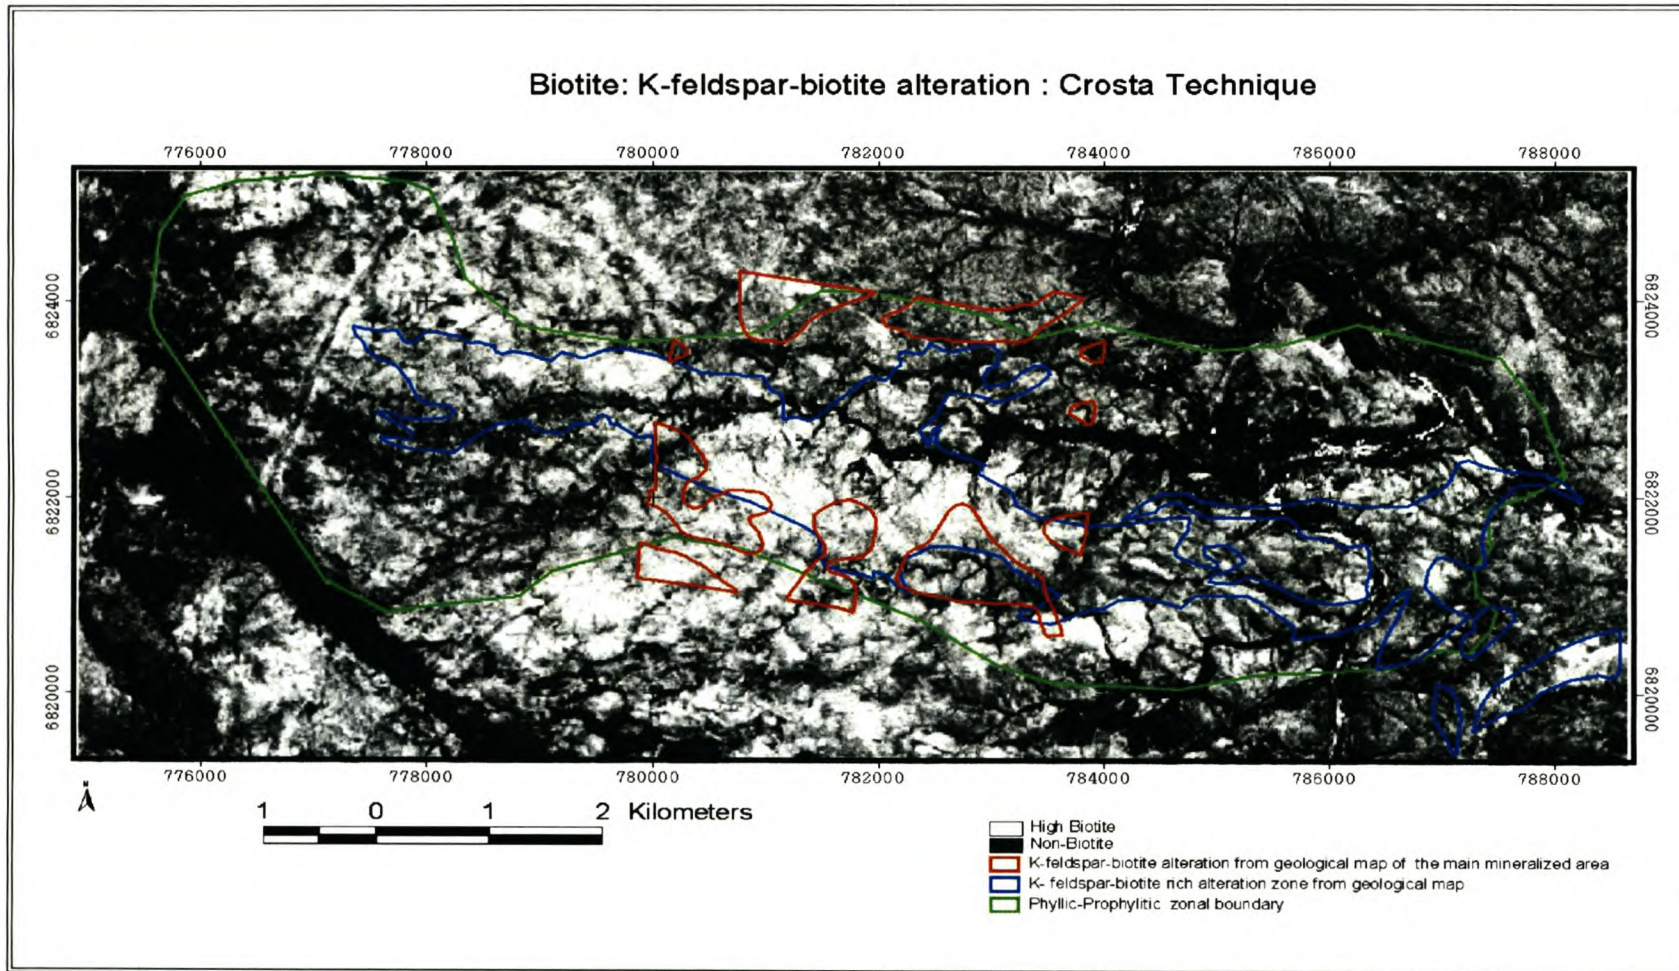 Biotite: K-feldspar-biotite alteration : Crosta Technique
776000 778000 780000 782000 784000 786000 788000
6824000 6824000
6822000 6822000
6820000 6820000
776000 778000 780000 782000 784000 786000 788000
N
1 0 1 2 Kilometers
High Biotite
Non-Biotite
K-feldspar-biotite alteration from geological map of the main mineralized area
K- feldspar-biotite rich alteration zone from geological map
Phyllic-Prophylitic zonal boundary